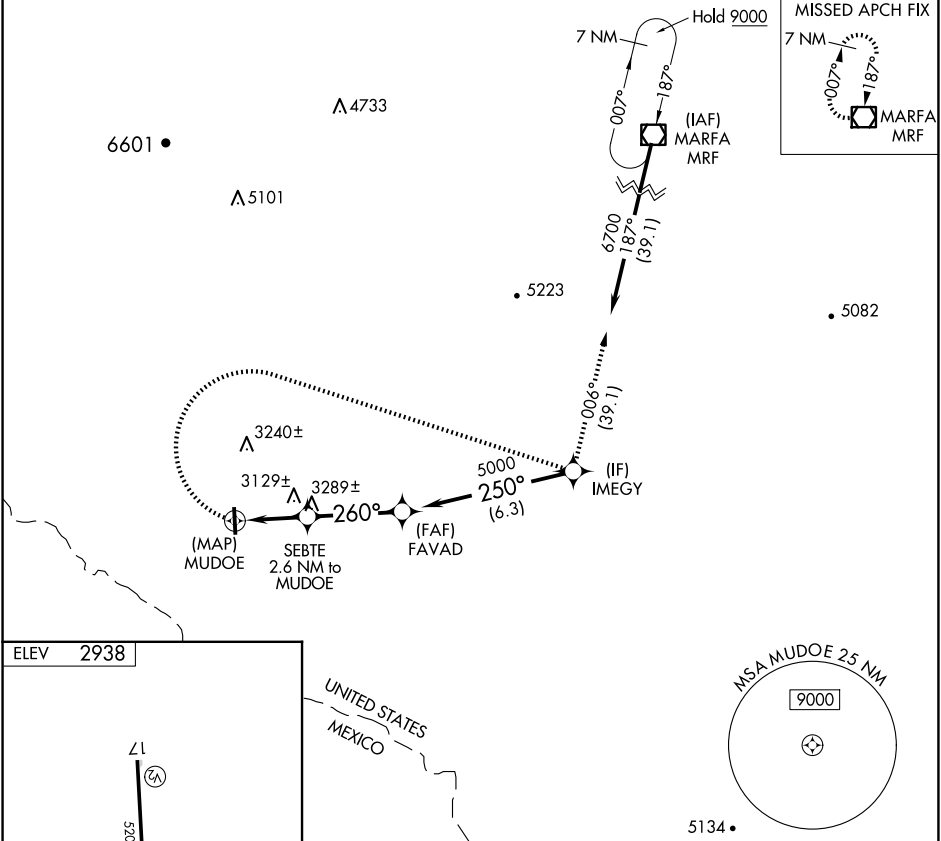 Hold 9000
7 NM
007°
187°
(IAF)
MARFA
MRF
MISSED APCH FIX
7 NM
007°
187°
MARFA
MRF
4733
6601
5101
6700
187°
(39.1)
5223
5082
006°
(39.1)
3240±
3129±
3289±
5000
250°
(6.3)
(IF)
IMEGY
260°
(FAF)
FAVAD
(MAP)
MUDOE
SEBTE
2.6 NM to
MUDOE
ELEV 2938
17
V2
520
UNITED STATES
MEXICO
MSA MUDOE 25 NM
9000
5134